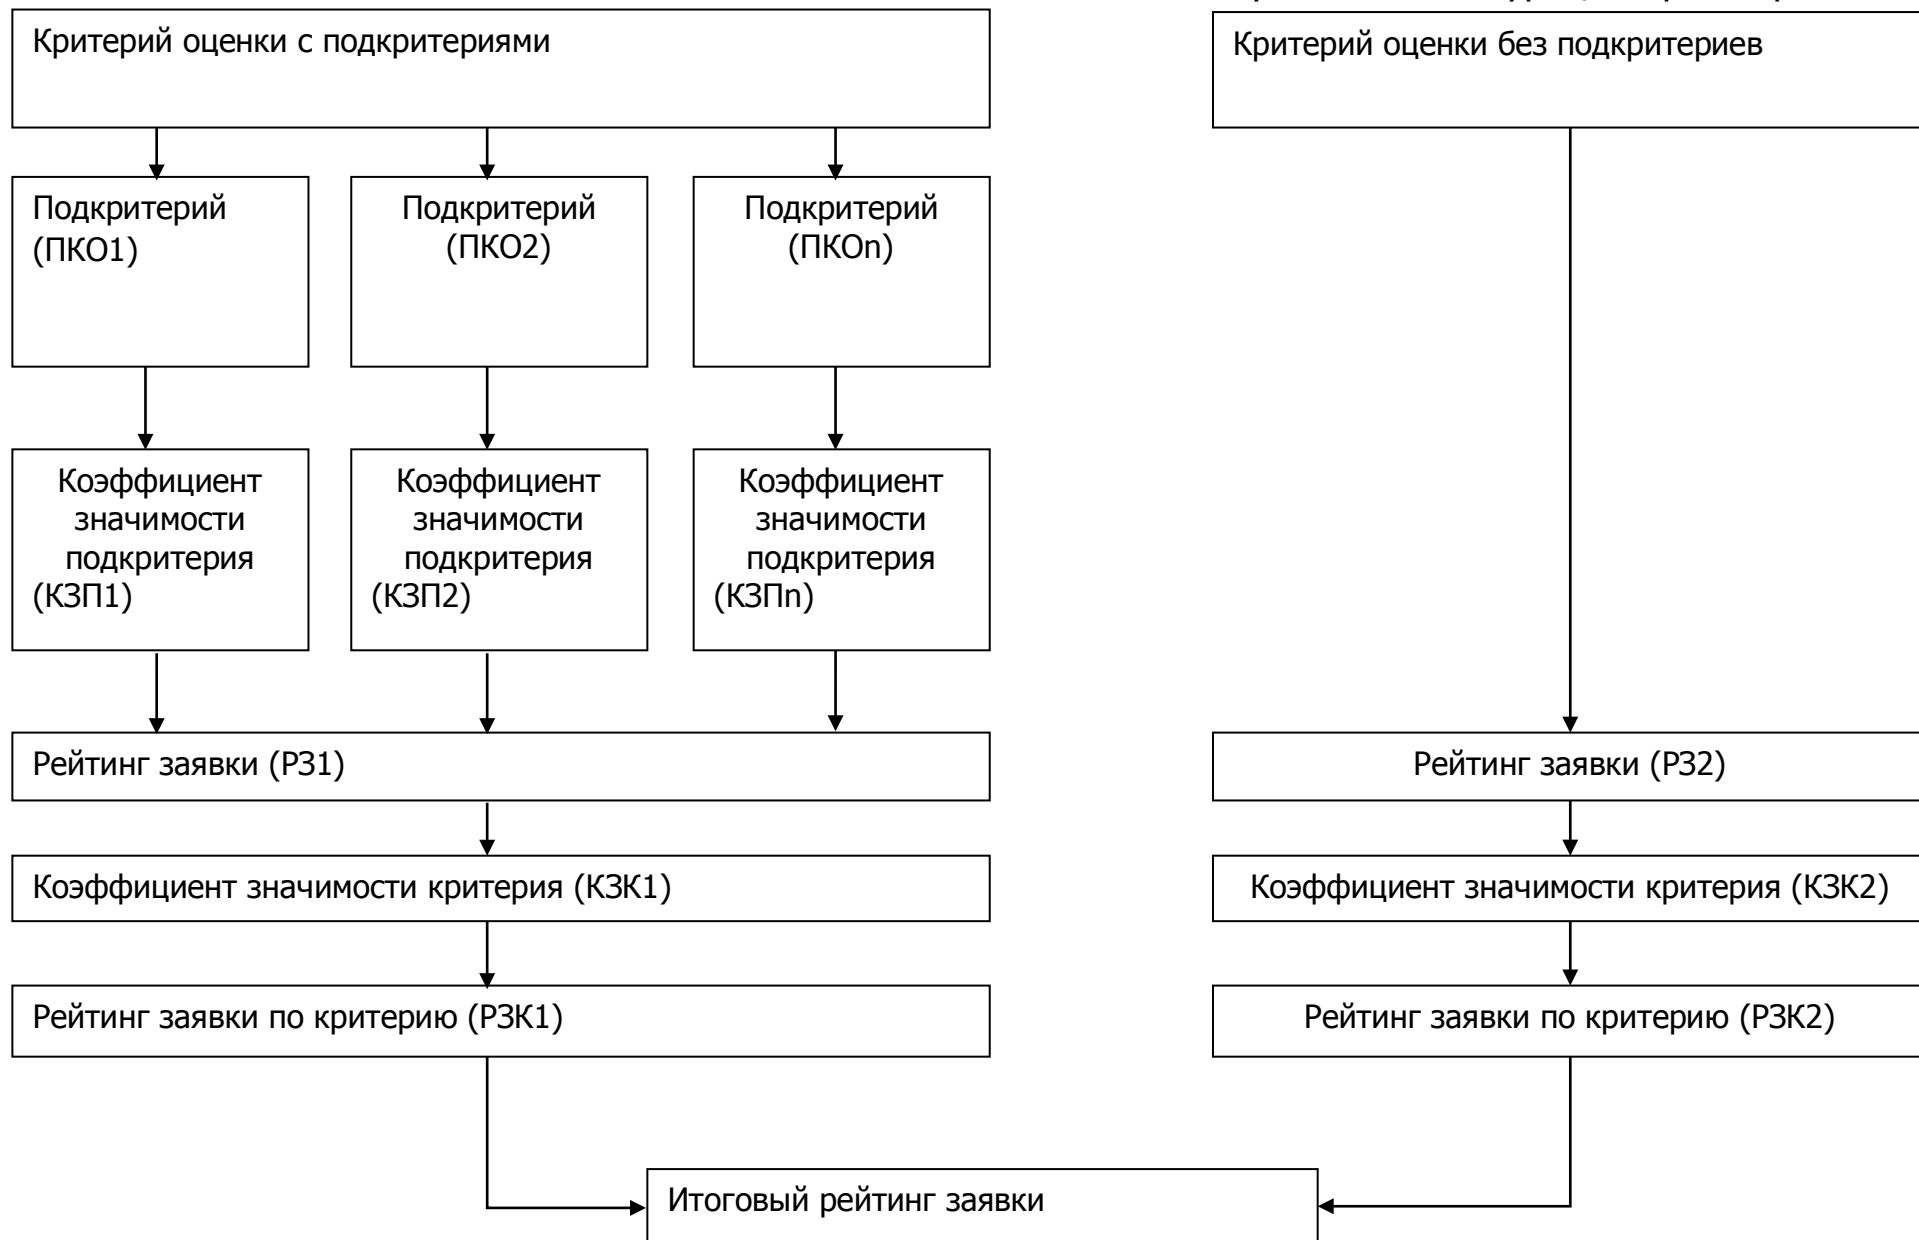 Критерий оценки с подкритериями
Критерий оценки без подкритериев
Подкритерий
(ПКО1)
Подкритерий
(ПКО2)
Подкритерий
(ПКОn)
Коэффициент
значимости
подкритерия
(КЗП1)
Коэффициент
значимости
подкритерия
(КЗП2)
Коэффициент
значимости
подкритерия
(КЗПn)
Рейтинг заявки (РЗ1)
Рейтинг заявки (РЗ2)
Коэффициент значимости критерия (КЗК1)
Коэффициент значимости критерия (КЗК2)
Рейтинг заявки по критерию (РЗК1)
Рейтинг заявки по критерию (РЗК2)
Итоговый рейтинг заявки